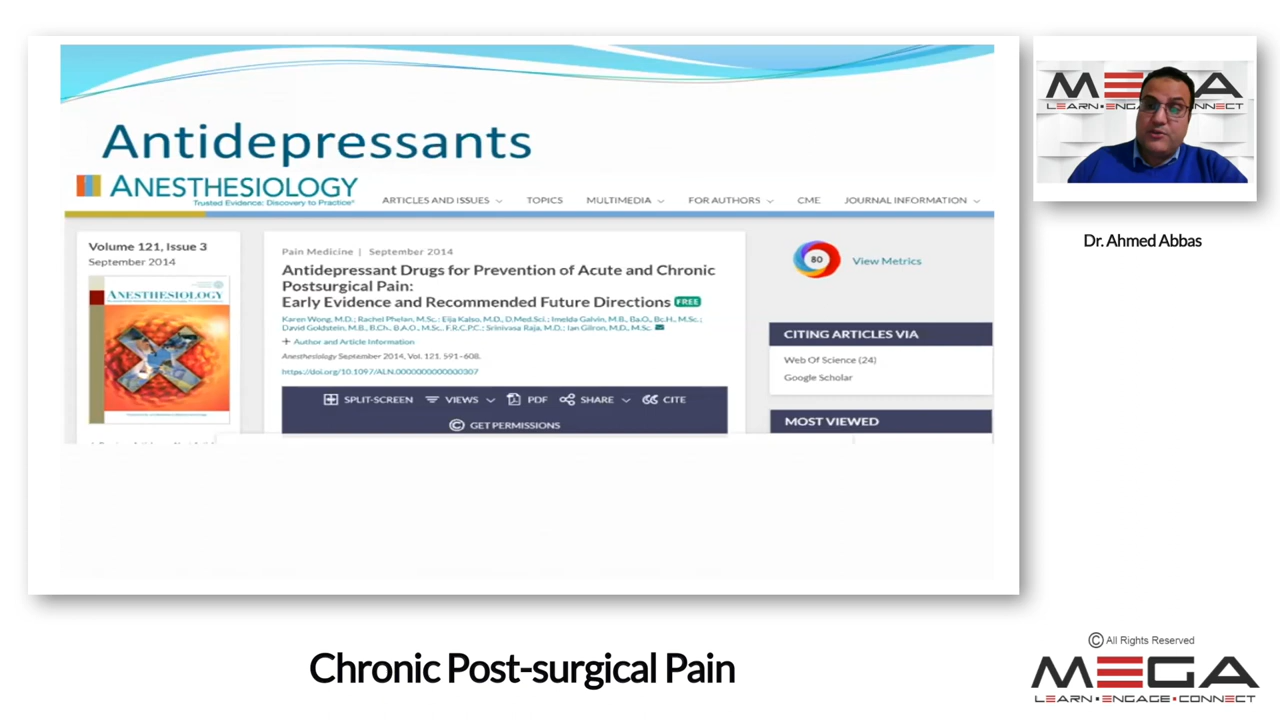 Antidepressants
ANESTHESIOLOGY
Trusted Evidence: Discovery to Practice®
ARTICLES AND ISSUES
TOPICS
MULTIMEDIA
FOR AUTHORS
CME
JOURNAL INFORMATION
Volume 121, Issue 3
September 2014
ANESTHESIOLOGY
Pain Medicine | September 2014
Antidepressant Drugs for Prevention of Acute and Chronic
Postsurgical Pain:
Early Evidence and Recommended Future Directions FREE
Karen Wong, M.D.; Rachel Phelan, M.Sc.; Eija Kalso, M.D., D.Med.Sci.; Imelda Galvin, M.B., Ba.O., Bc.H., M.Sc.;
David Goldstein, M.B., B.Ch., B.A.O., M.Sc., F.R.C.P.C.; Srinivasa Raja, M.D.; Ian Gilron, M.D., M.Sc.
+ Author and Article Information
Anesthesiology September 2014, Vol. 121, 591–608.
https://doi.org/10.1097/ALN.0000000000000307
SPLIT-SCREEN
VIEWS
PDF
SHARE
CITE
GET PERMISSIONS
80
View Metrics
CITING ARTICLES VIA
Web Of Science (24)
Google Scholar
MOST VIEWED
MEGA
LEARN•ENGA CONNECT
Dr. Ahmed Abbas
Chronic Post-surgical Pain
© All Rights Reserved
MEGA
LEARN•ENGAGE•CONNECT